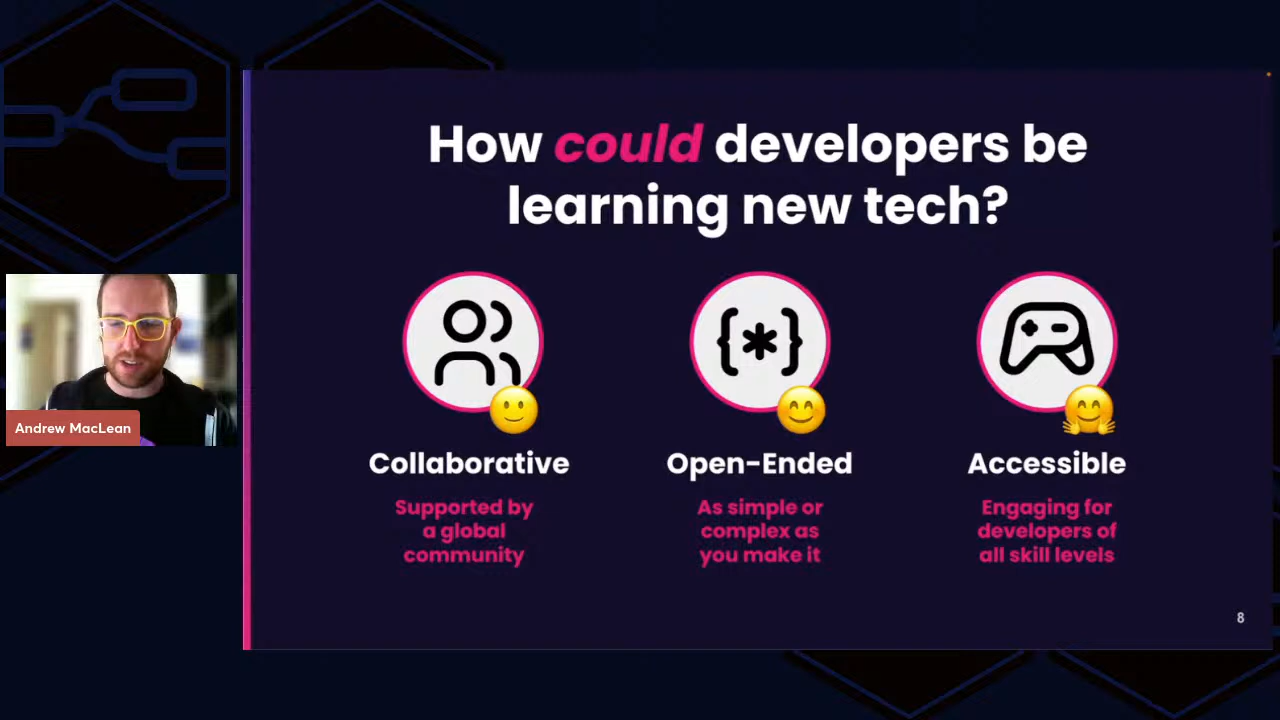 How could developers be
learning new tech?
Andrew MacLean
Collaborative
Supported by
a global
community
Open-Ended
As simple or
complex as
you make it
Accessible
Engaging for
developers of
all skill levels
8